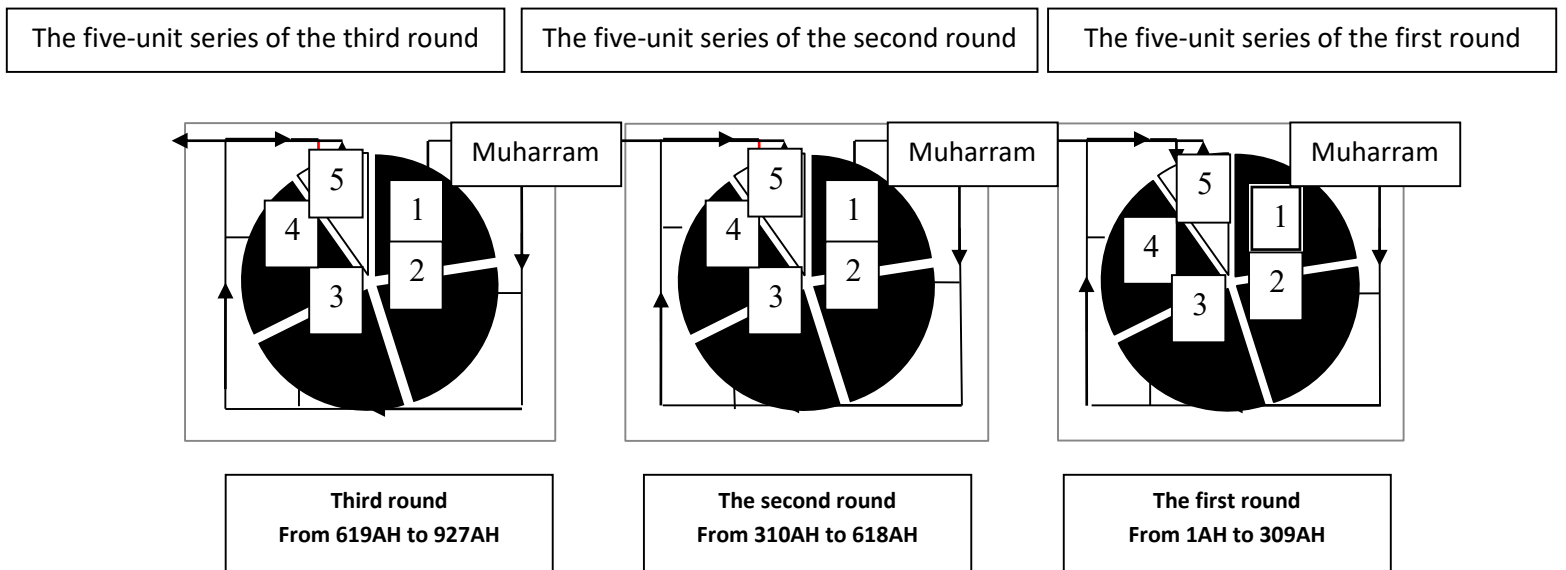 The five-unit series of the third round
The five-unit series of the second round
The five-unit series of the first round
Muharram
5
1
4
2
3
Muharram
5
1
4
2
3
Muharram
5
1
4
2
3
Third round
From 619AH to 927AH
The second round
From 310AH to 618AH
The first round
From 1AH to 309AH